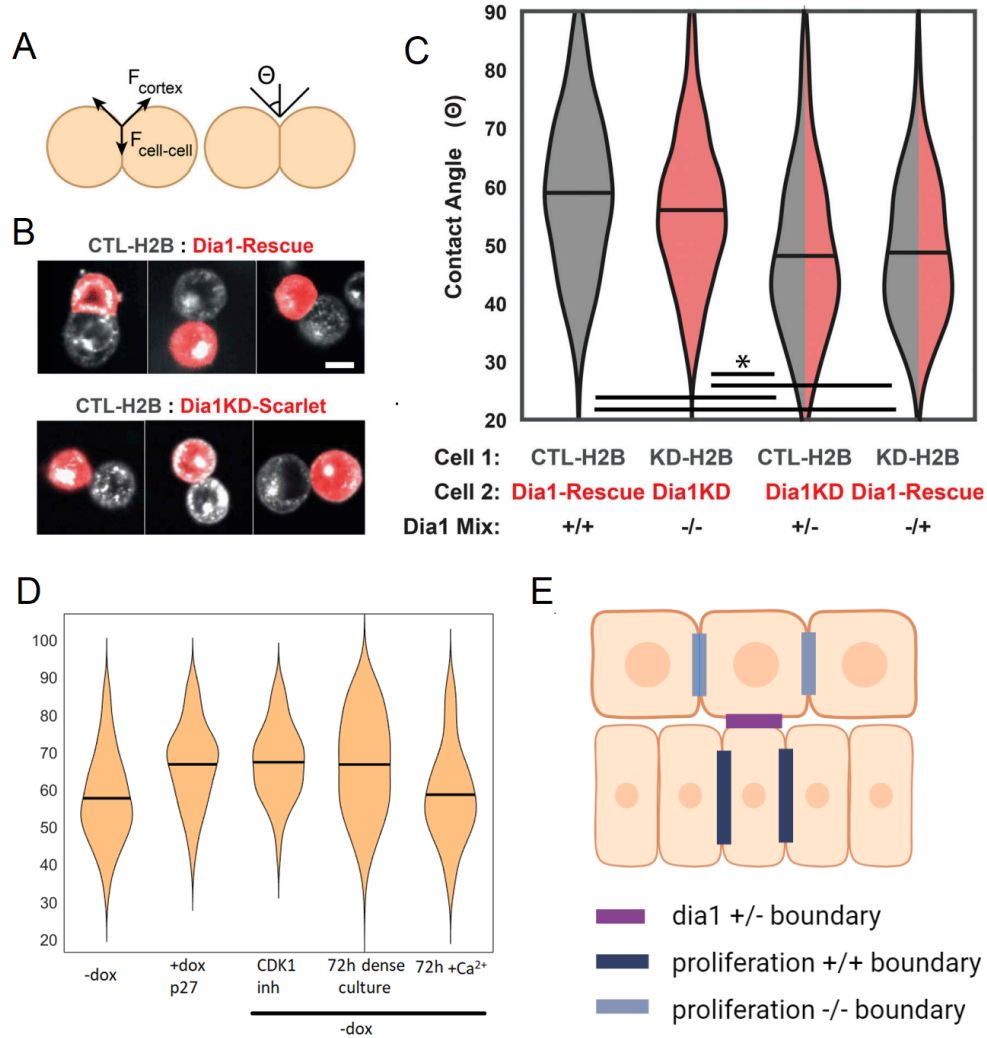 A
F cortex
F cell-cell
Θ
B
CTL-H2B : Dia1-Rescue
CTL-H2B : Dia1KD-Scarlet
C
Contact Angle (Θ)
90
80
70
60
50
40
30
20
*
Cell 1: CTL-H2B KD-H2B CTL-H2B KD-H2B
Cell 2: Dia1-Rescue Dia1KD Dia1KD Dia1-Rescue
Dia1 Mix: +/+ -/- +/- -/+
D
100
90
80
70
60
50
40
30
20
-dox
+dox
p27
CDK1
inh
72h dense
culture
72h +Ca²⁺
-dox
E
dia1 +/- boundary
proliferation +/+ boundary
proliferation -/- boundary